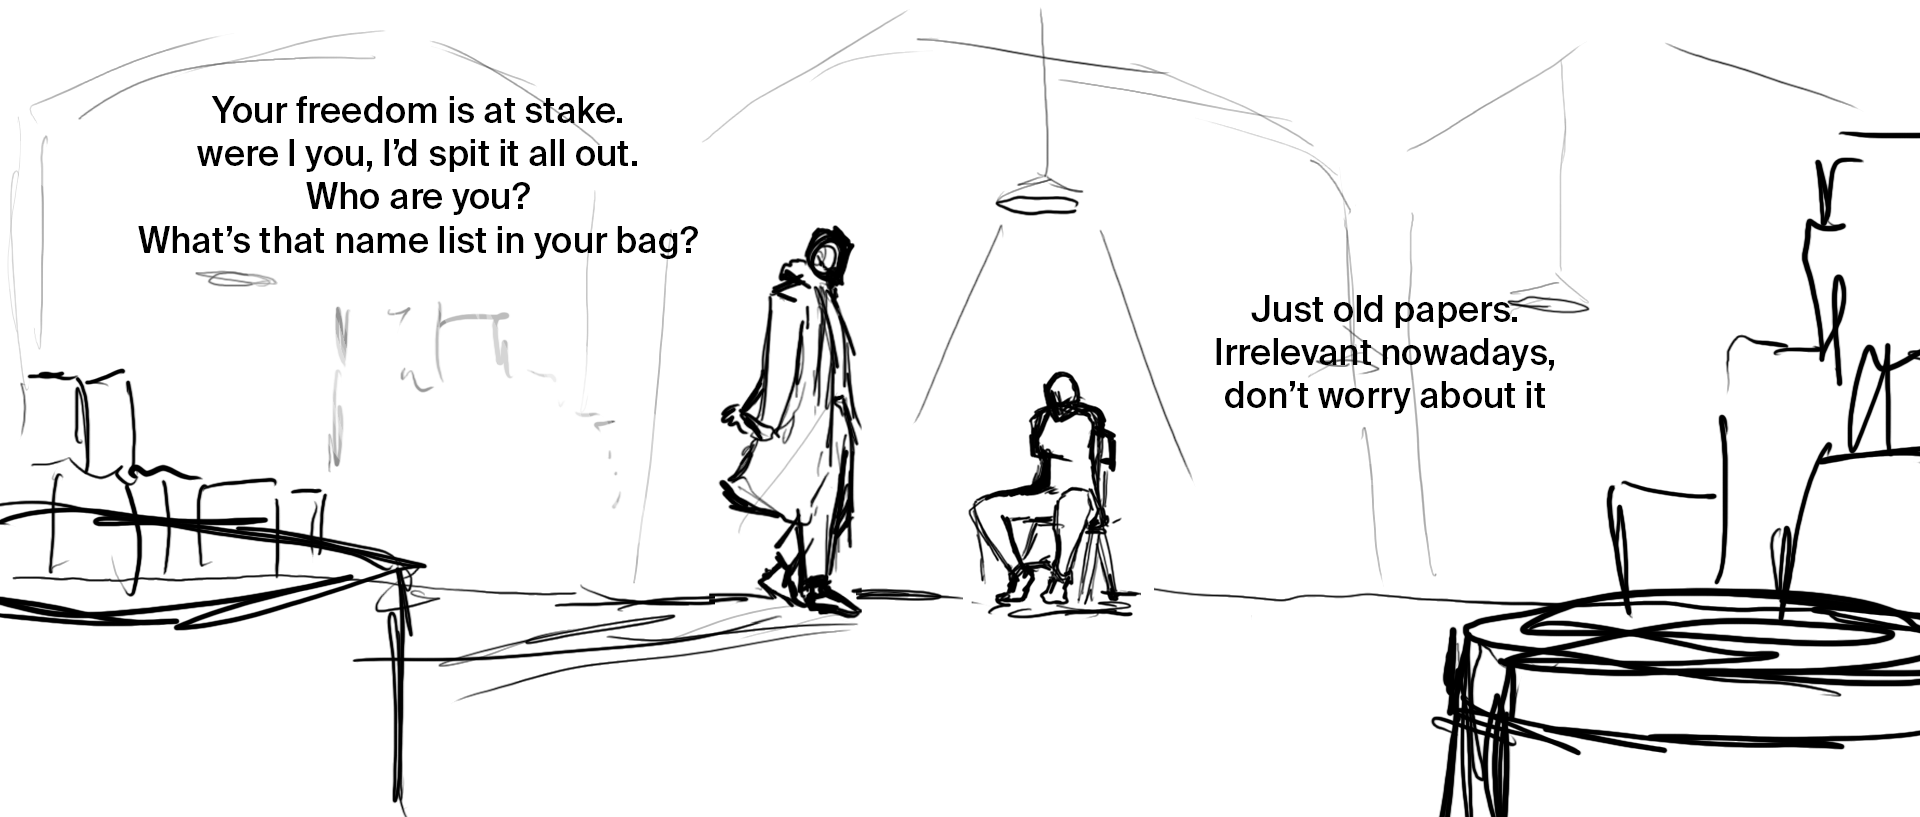 Your freedom is at stake.
were I you, I'd spit it all out.
Who are you?
What's that name list in your bag?
Just old papers.
Irrelevant nowadays,
don't worry about it